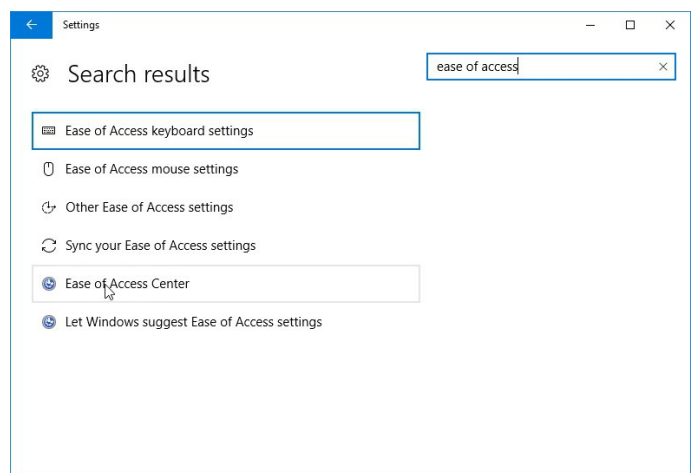 Settings
Search results
ease of access
Ease of Access keyboard settings
Ease of Access mouse settings
Other Ease of Access settings
Sync your Ease of Access settings
Ease of Access Center
Let Windows suggest Ease of Access settings